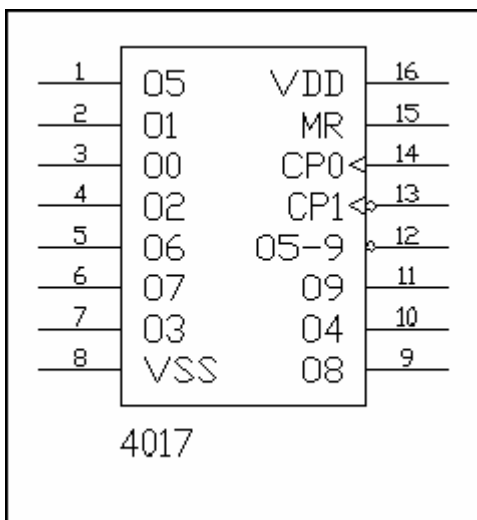 1 O5 VDD 16
2 O1 MR 15
3 O0 CP0 14
4 O2 CP1 13
5 O6 O5-9 12
6 O7 O9 11
7 O3 O4 10
8 VSS O8 9
4017